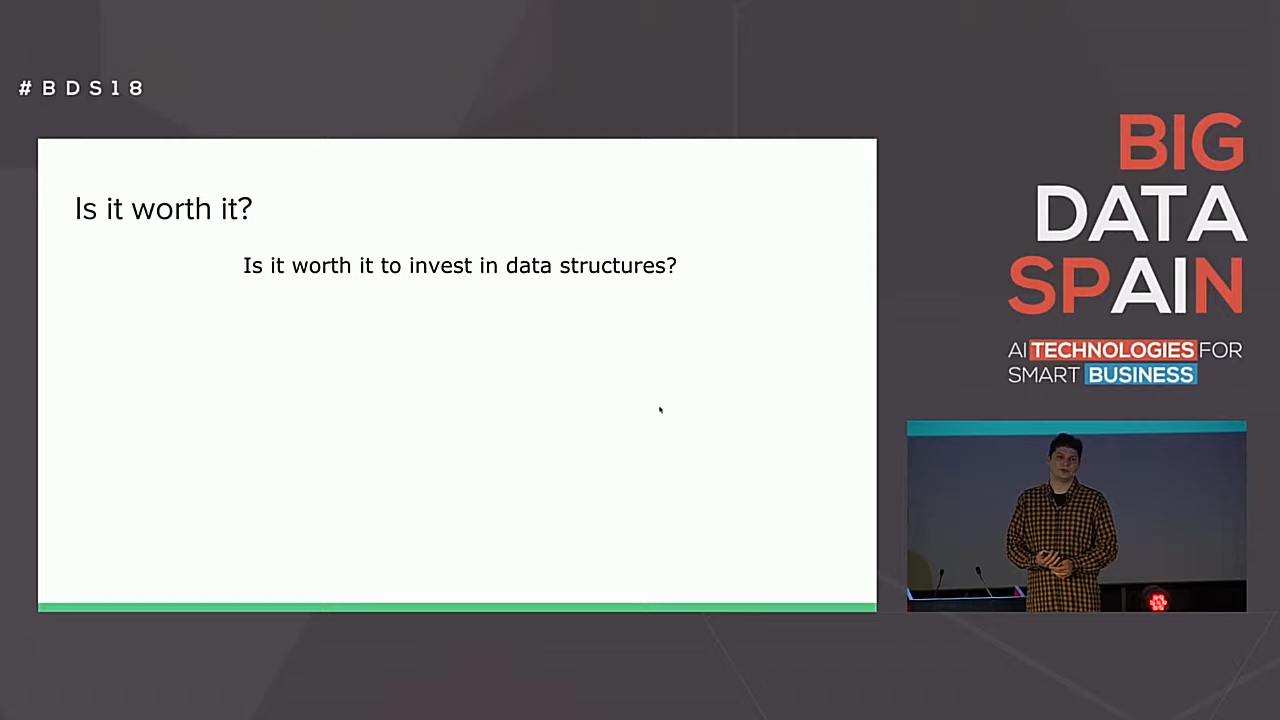 #BDS18
Is it worth it?
Is it worth it to invest in data structures?
BIG
DATA
SPAIN
AI TECHNOLOGIES FOR
SMART BUSINESS